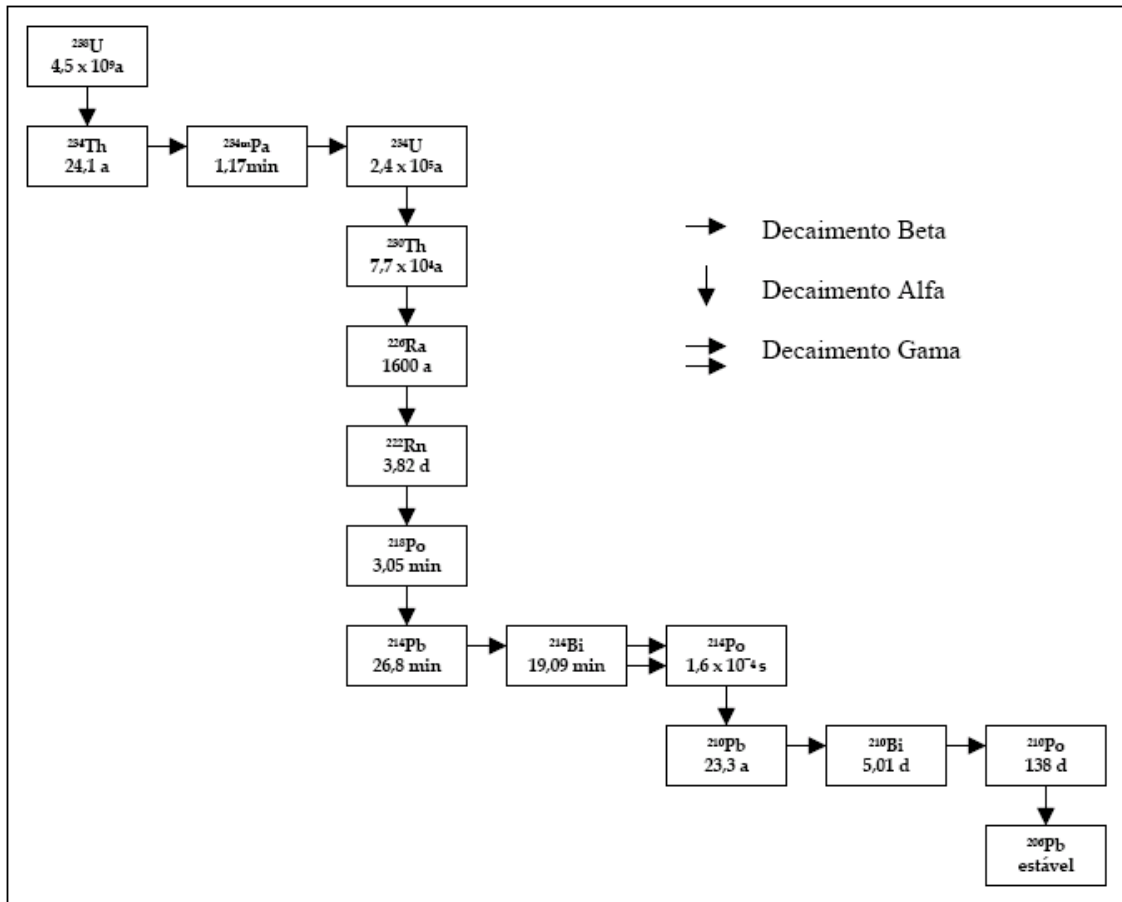 ²³⁸U
4,5 x 10⁹a
²³⁴Th
24,1 a
²³⁴ᵐPa
1,17min
²³⁴U
2,4 x 10⁵a
²³⁰Th
7,7 x 10⁴a
²²⁶Ra
1600 a
²²²Rn
3,82 d
²¹⁸Po
3,05 min
²¹⁴Pb
26,8 min
²¹⁴Bi
19,09 min
²¹⁴Po
1,6 x 10⁻⁴ s
²¹⁰Pb
23,3 a
²¹⁰Bi
5,01 d
²¹⁰Po
138 d
²⁰⁶Pb
estável
Decaimento Beta
Decaimento Alfa
Decaimento Gama